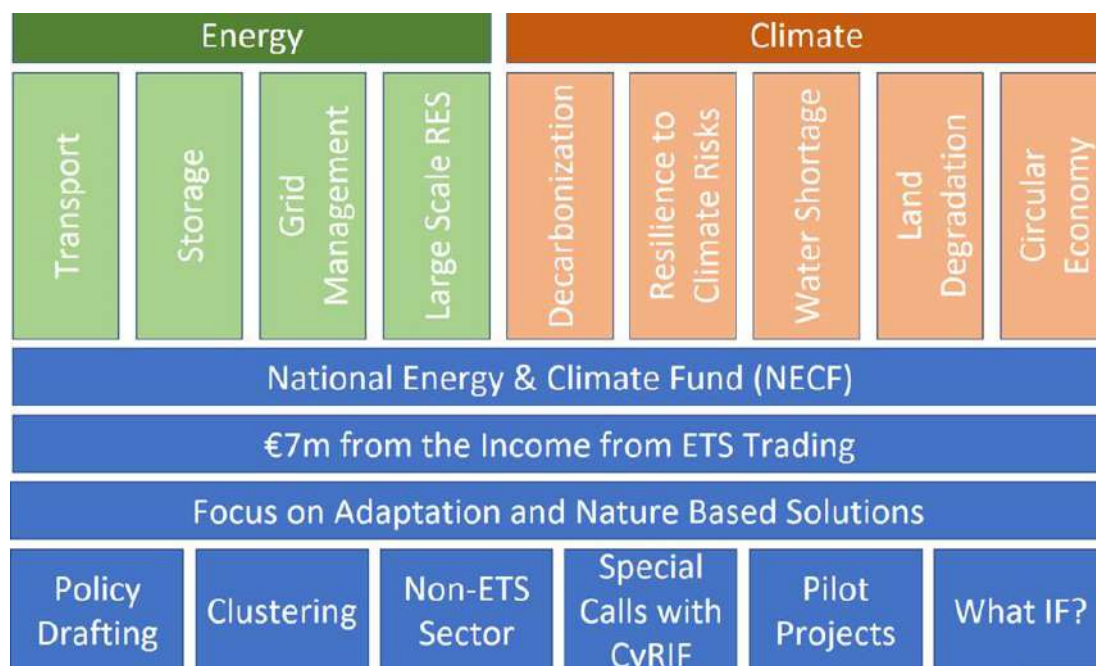 Energy
Climate
Transport
Storage
Grid
Management
Large Scale RES
Decarbonization
Resilience to
Climate Risks
Water Shortage
Land
Degradation
Circular
Economy
National Energy & Climate Fund (NECF)
€7m from the Income from ETS Trading
Focus on Adaptation and Nature Based Solutions
Policy
Drafting
Clustering
Non-ETS
Sector
Special
Calls with
CyRIF
Pilot
Projects
What IF?